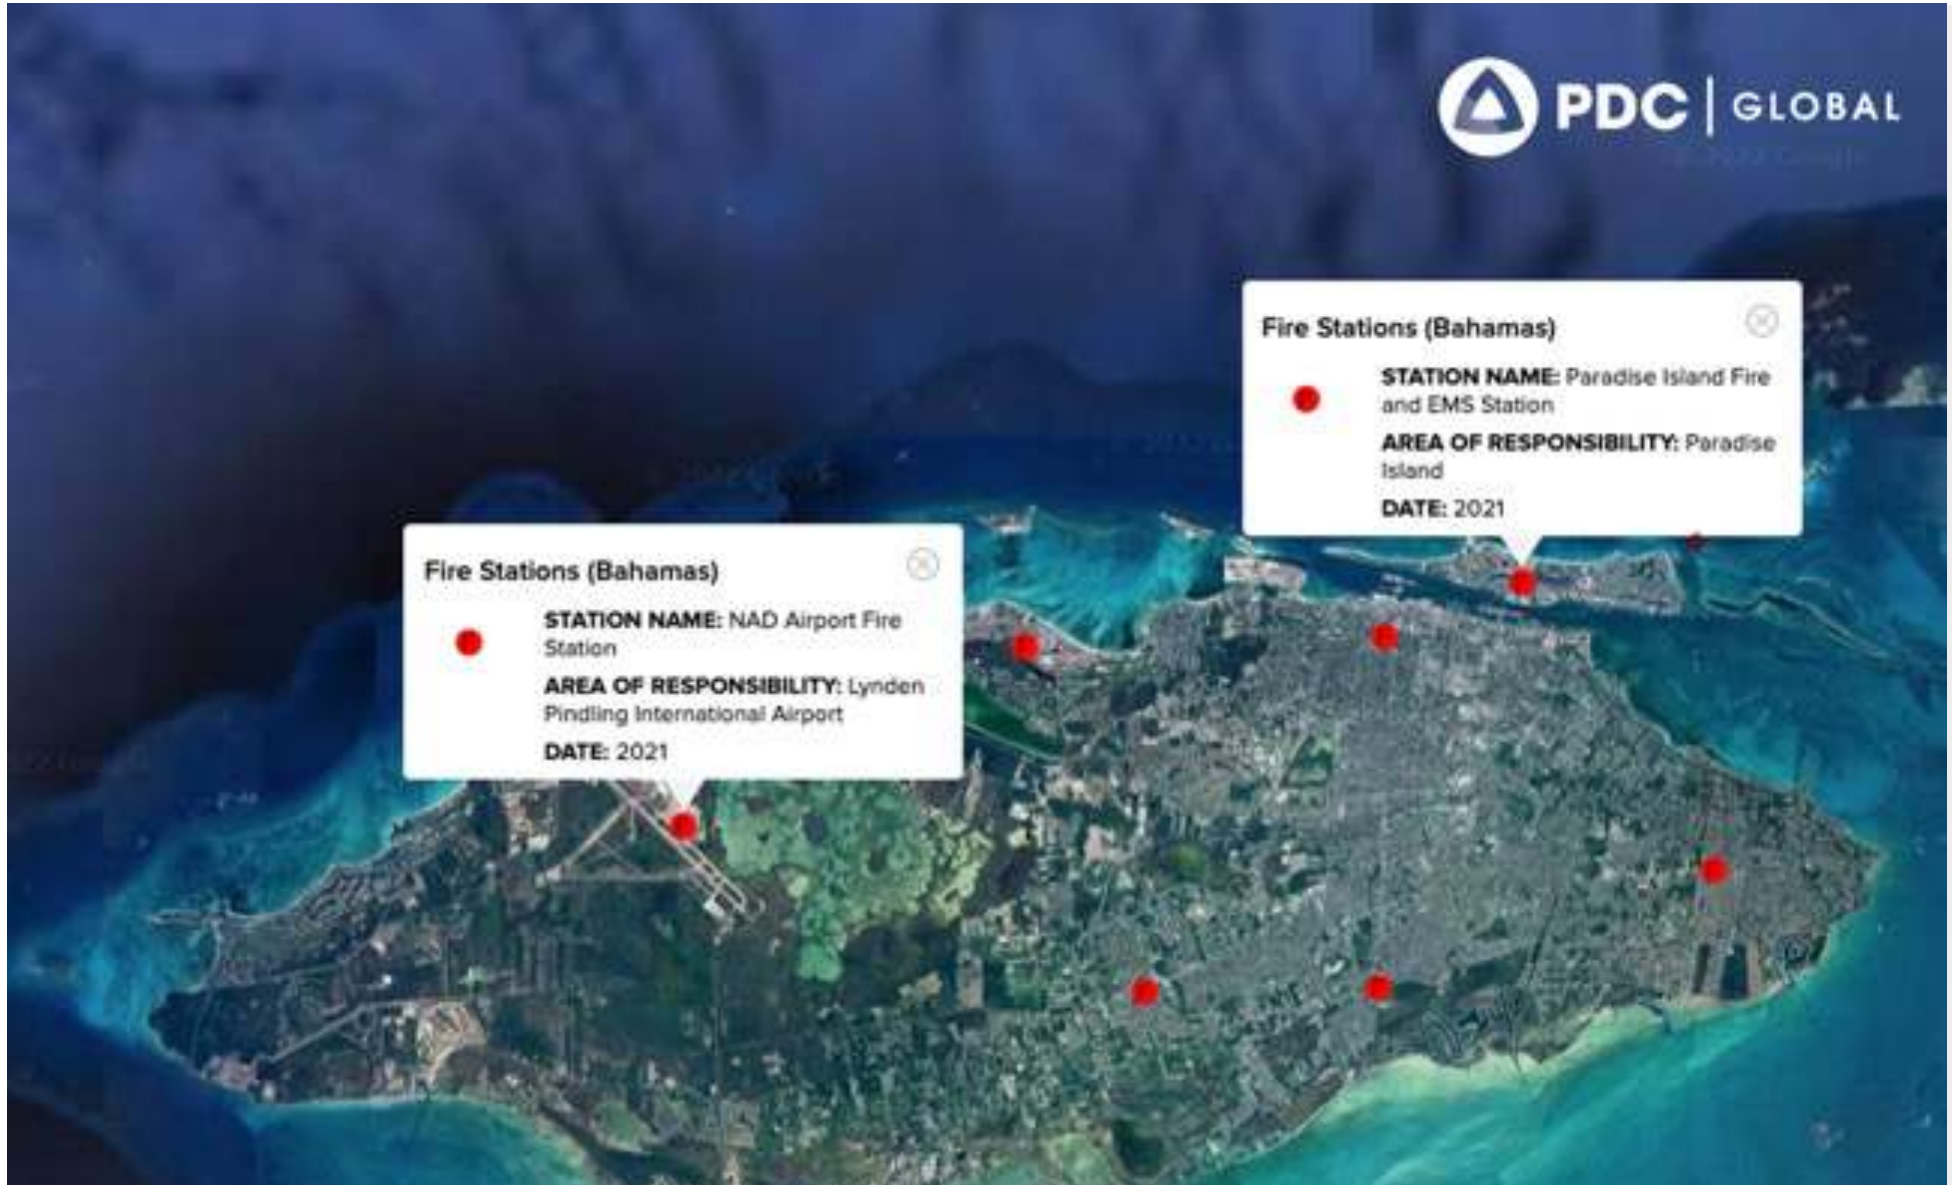 PDC | GLOBAL
Fire Stations (Bahamas)
STATION NAME: Paradise Island Fire
and EMS Station
AREA OF RESPONSIBILITY: Paradise
Island
DATE: 2021
Fire Stations (Bahamas)
STATION NAME: NAD Airport Fire
Station
AREA OF RESPONSIBILITY: Lynden
Pindling International Airport
DATE: 2021